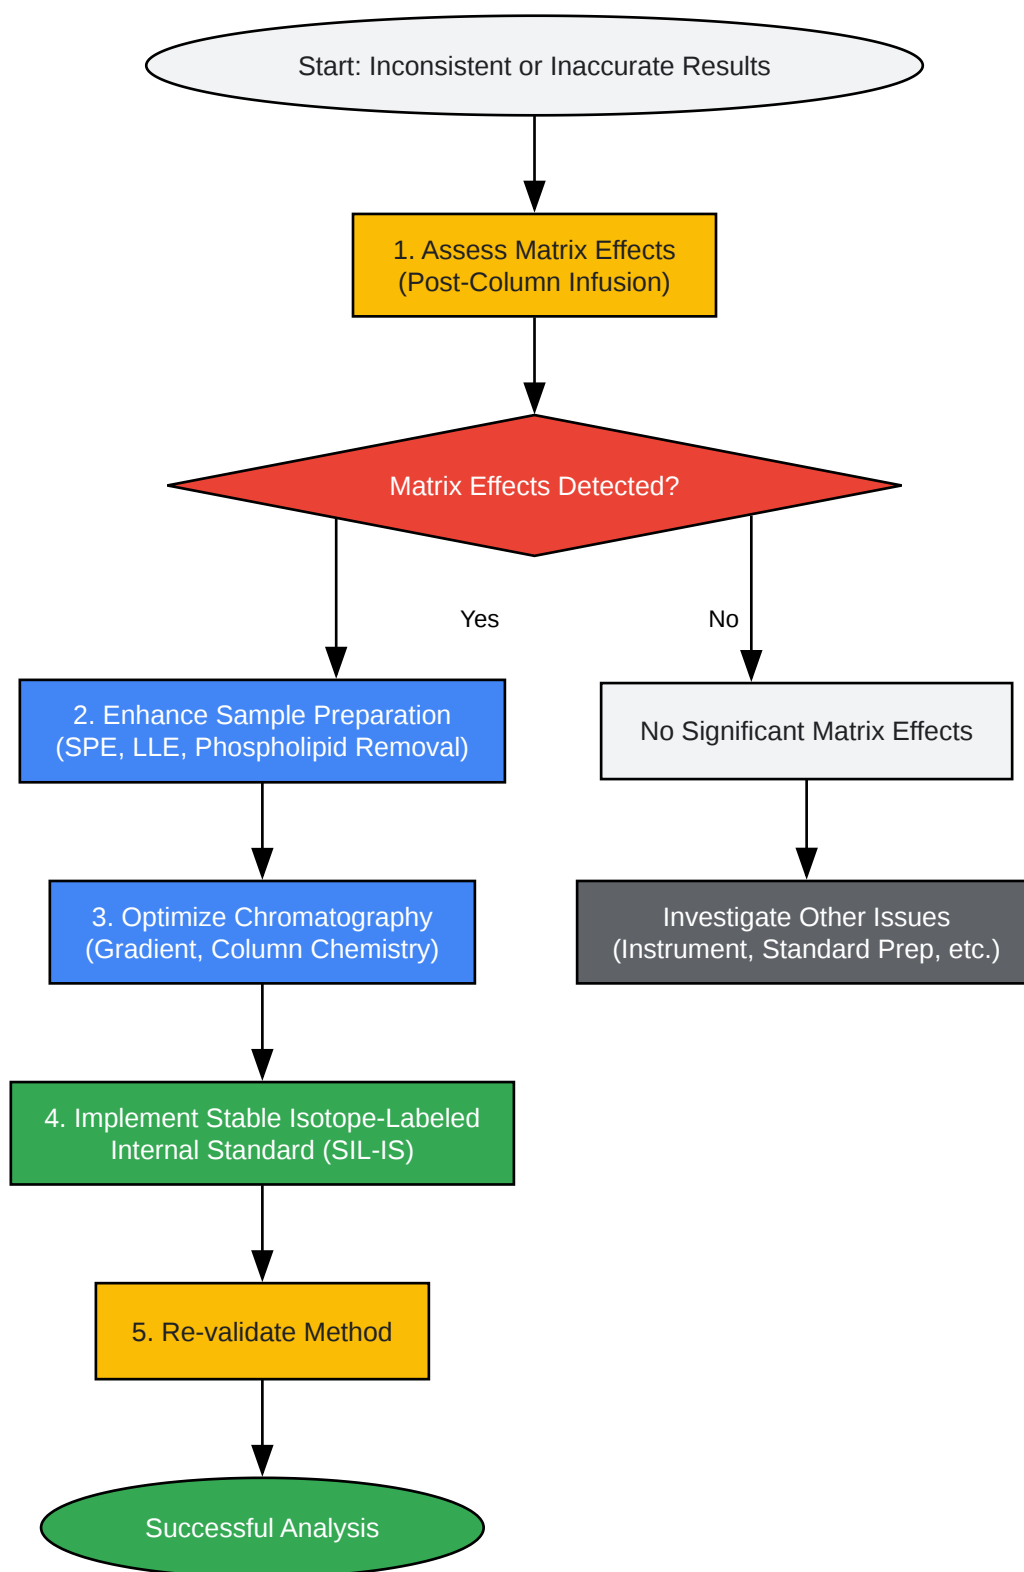 Start: Inconsistent or Inaccurate Results
1. Assess Matrix Effects
(Post-Column Infusion)
Matrix Effects Detected?
Yes
No
2. Enhance Sample Preparation
(SPE, LLE, Phospholipid Removal)
No Significant Matrix Effects
3. Optimize Chromatography
(Gradient, Column Chemistry)
Investigate Other Issues
(Instrument, Standard Prep, etc.)
4. Implement Stable Isotope-Labeled
Internal Standard (SIL-IS)
5. Re-validate Method
Successful Analysis